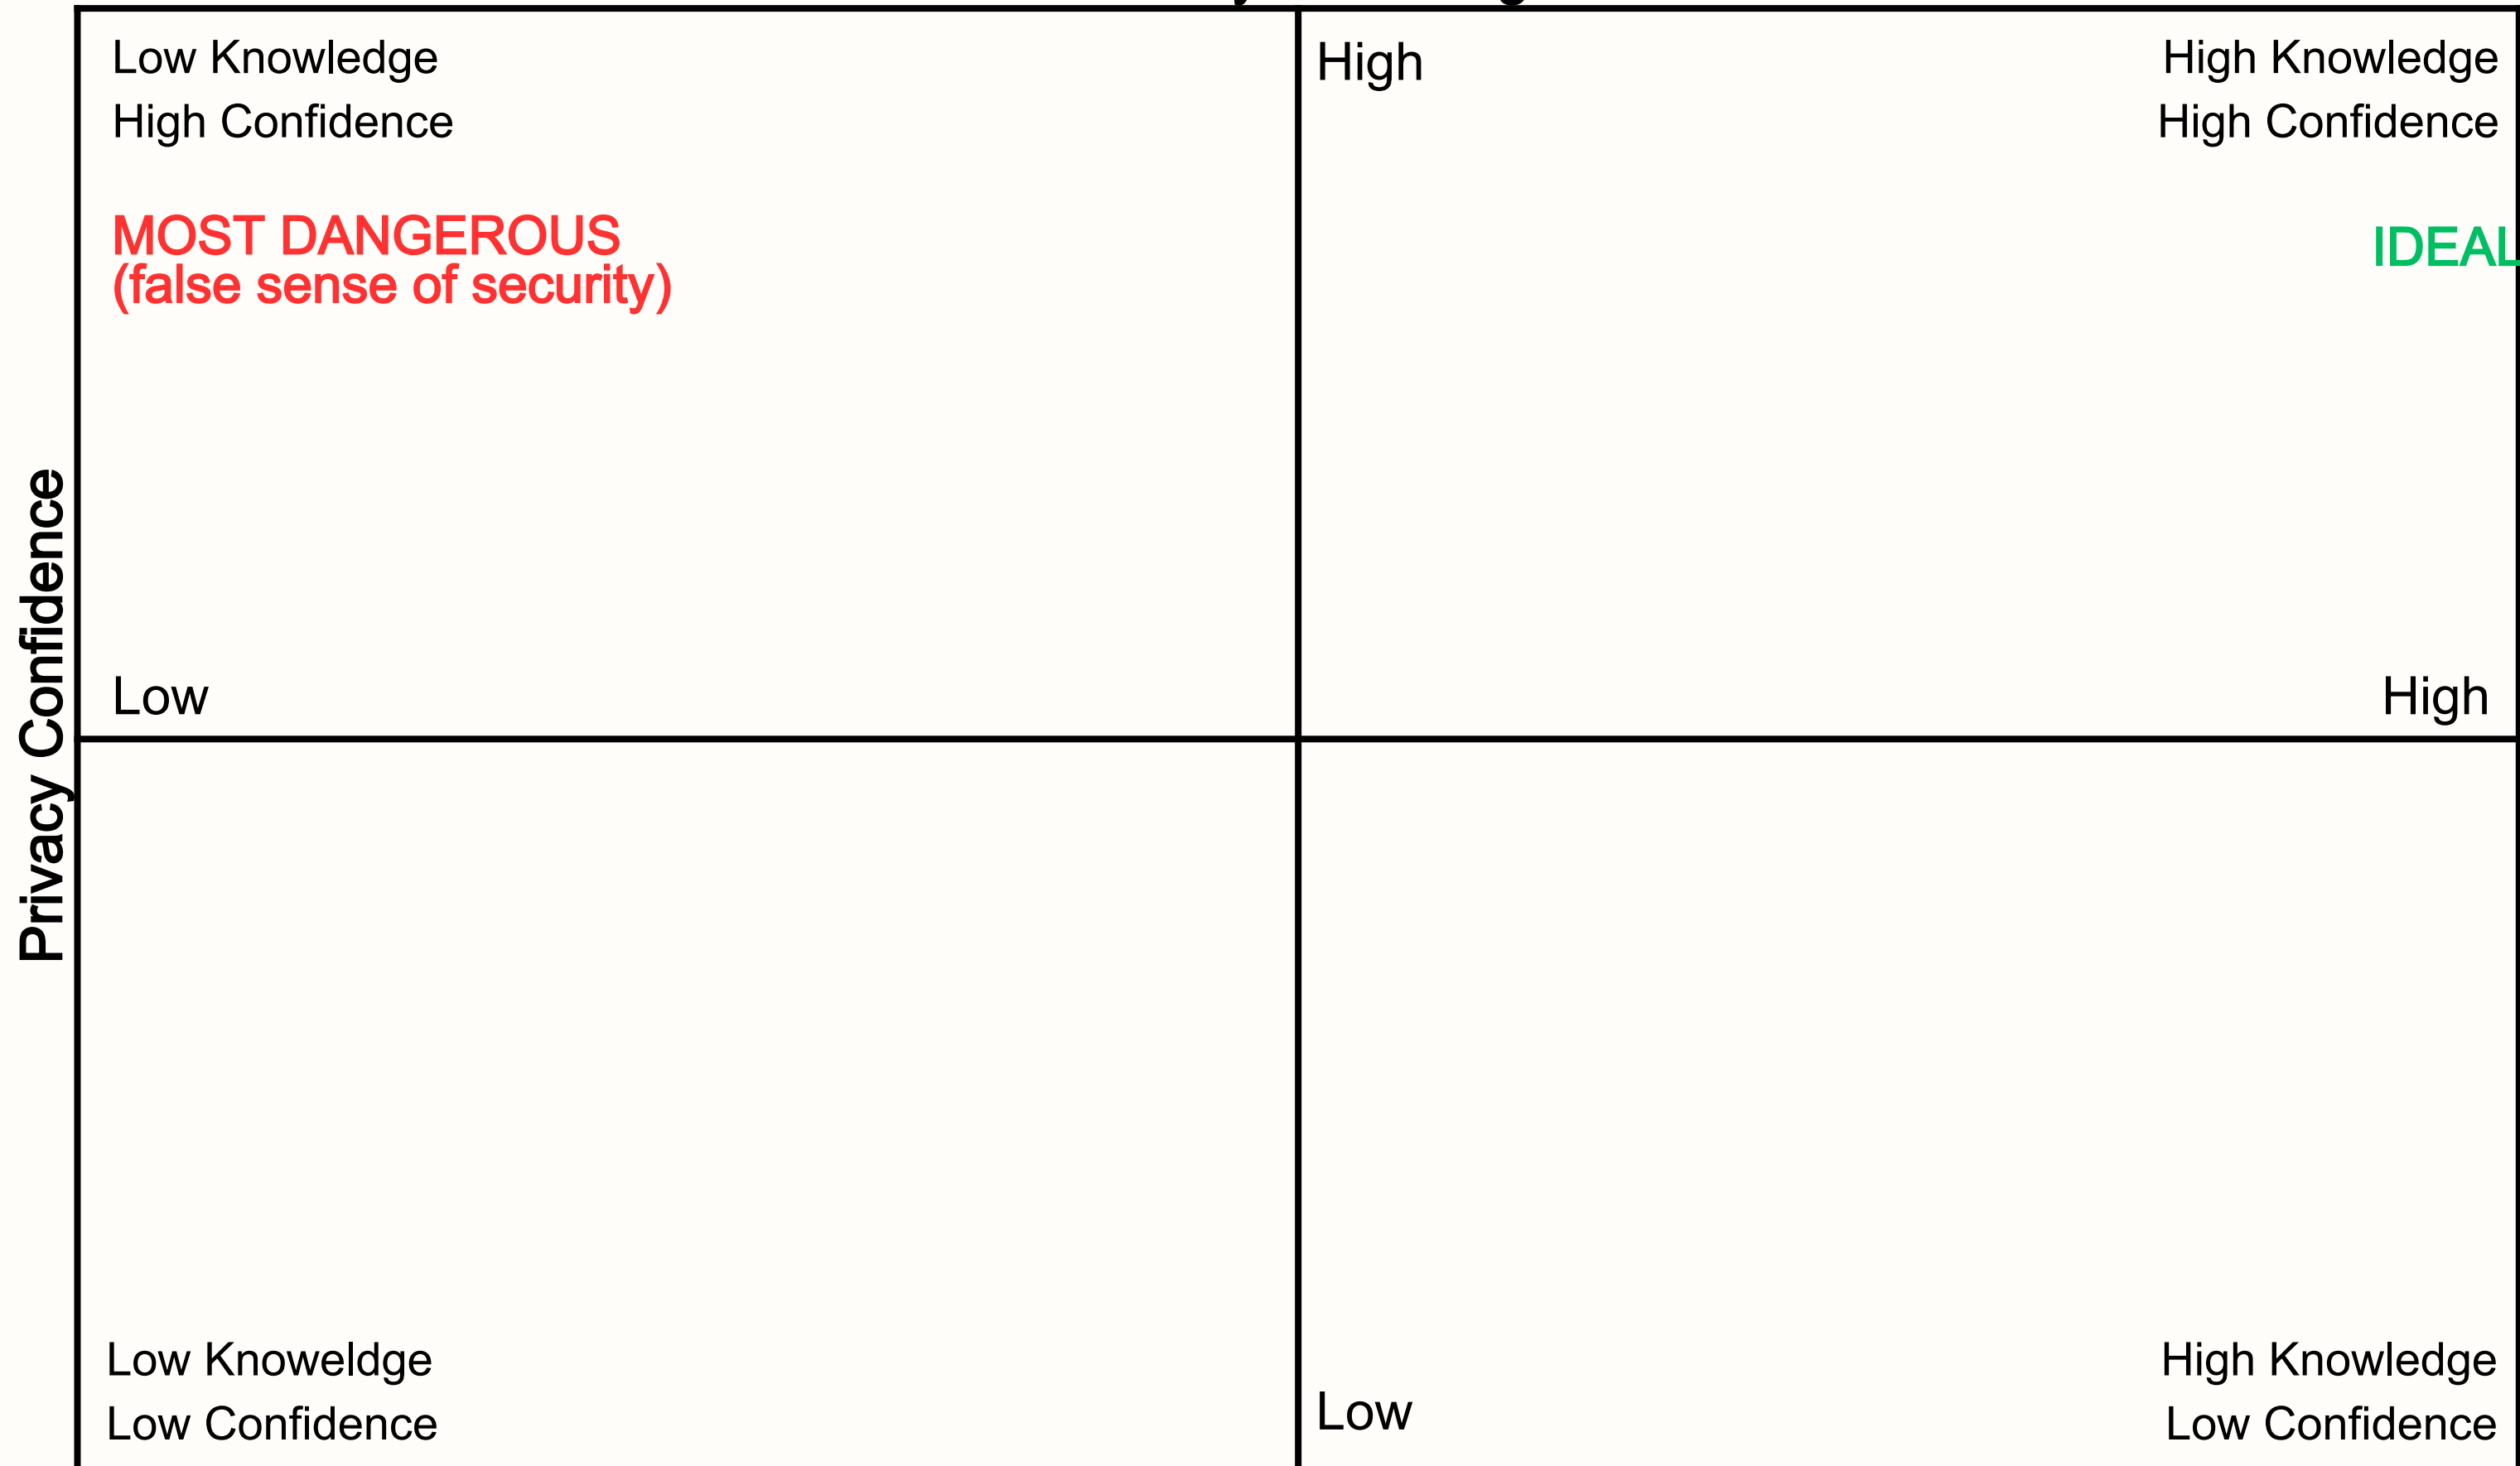 Low Knowledge
High Confidence
MOST DANGEROUS
(false sense of security)
High
High Knowledge
High Confidence
IDEAL
Privacy Confidence
Low
High
Low Knoweldge
Low Confidence
Low
High Knowledge
Low Confidence